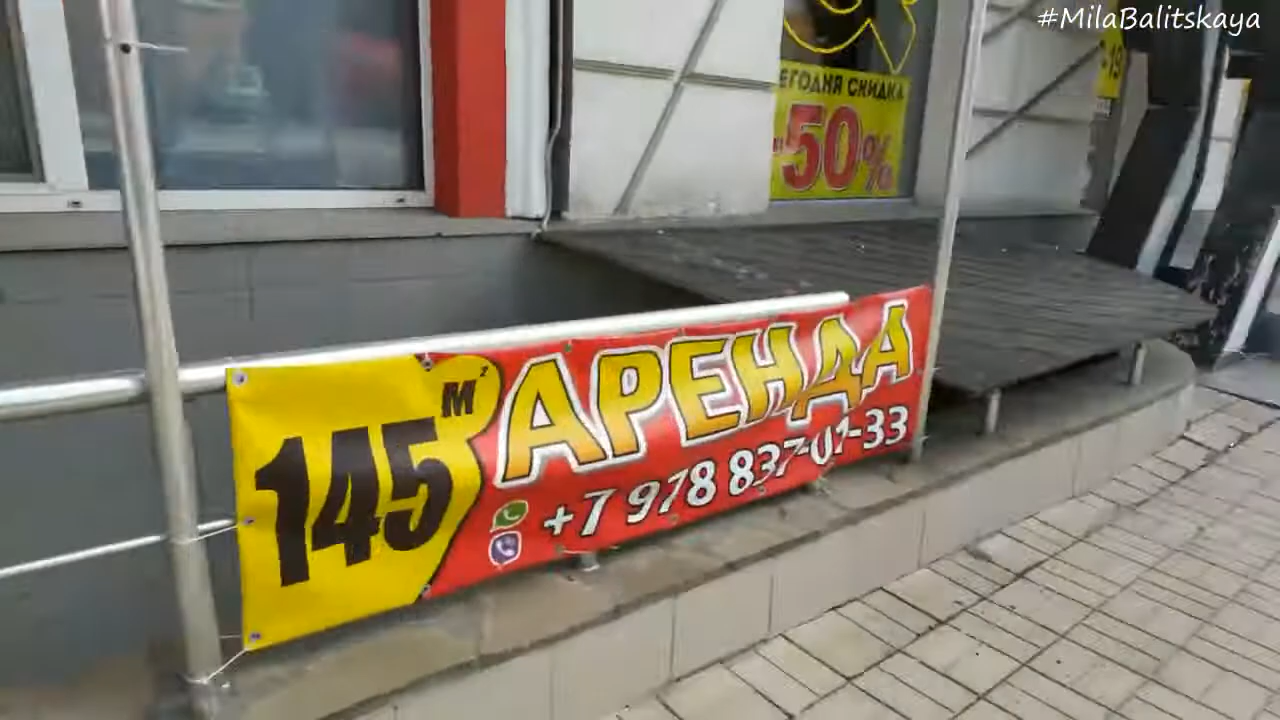 #MilaBalitskaya
ЕГОДНЯ СКИДКА
-50%
145 м²
АРЕНДА
+7 978 837-01-33